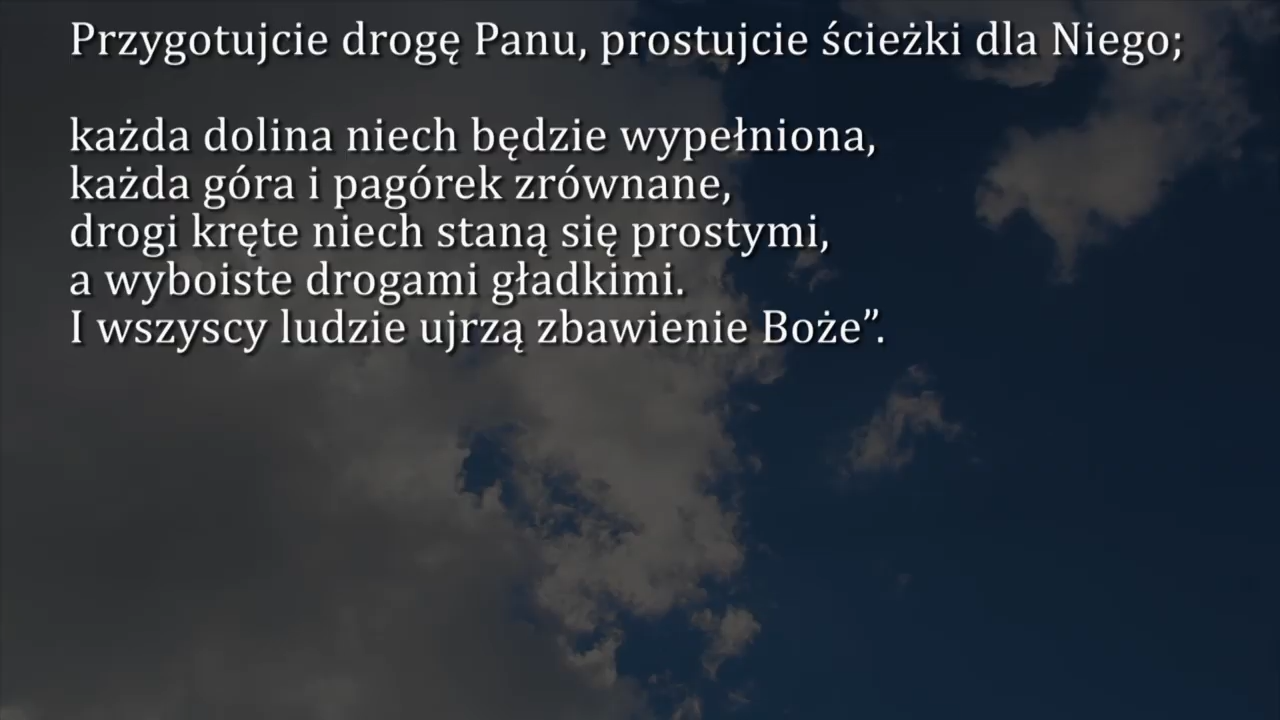 Przygotujcie drogę Panu, prostujcie ścieżki dla Niego;
każda dolina niech będzie wypełniona,
każda góra i pagórek zrównane,
drogi kręte niech staną się prostymi,
a wyboiste drogami gładkimi.
I wszyscy ludzie ujrzą zbawienie Boże”.